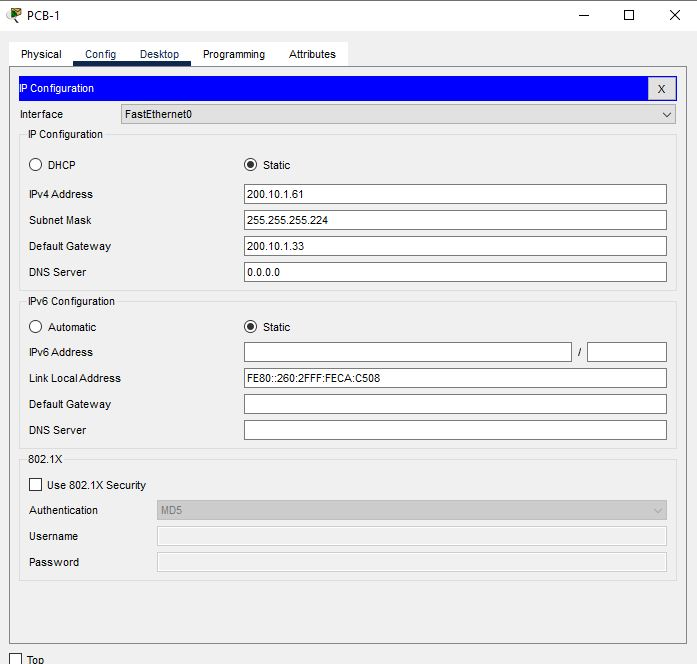 PCB-1
Physical Config Desktop Programming Attributes
IP Configuration X
Interface FastEthernet0
IP Configuration
DHCP Static
IPv4 Address 200.10.1.61
Subnet Mask 255.255.255.224
Default Gateway 200.10.1.33
DNS Server 0.0.0.0
IPv6 Configuration
Automatic Static
IPv6 Address /
Link Local Address FE80::260:2FFF:FECA:C508
Default Gateway
DNS Server
802.1X
Use 802.1X Security
Authentication MD5
Username
Password
Top